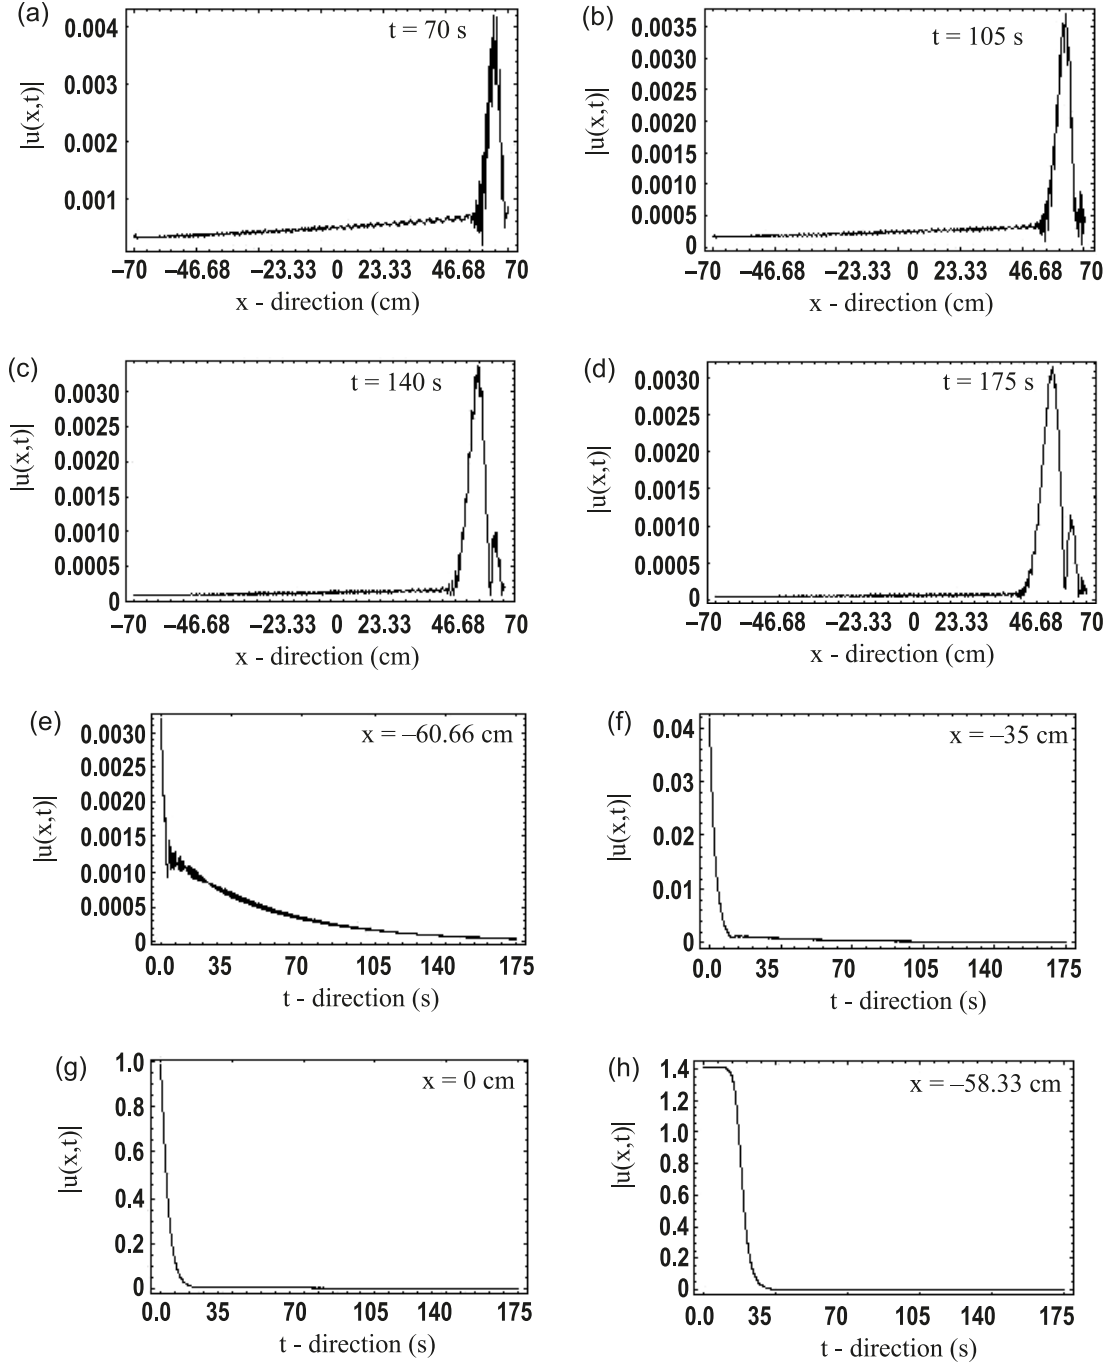 (a)
t = 70 s
0.004
0.003
0.002
0.001
|u(x,t)|
−70 −46.68 −23.33 0 23.33 46.68 70
x - direction (cm)
(b)
t = 105 s
0.0035
0.0030
0.0025
0.0020
0.0015
0.0010
0.0005
0
|u(x,t)|
−70 −46.68 −23.33 0 23.33 46.68 70
x - direction (cm)
(c)
t = 140 s
0.0030
0.0025
0.0020
0.0015
0.0010
0.0005
0
|u(x,t)|
−70 −46.68 −23.33 0 23.33 46.68 70
x - direction (cm)
(d)
t = 175 s
0.0030
0.0025
0.0020
0.0015
0.0010
0.0005
0
|u(x,t)|
−70 −46.68 −23.33 0 23.33 46.68 70
x - direction (cm)
(e)
x = –60.66 cm
0.0030
0.0025
0.0020
0.0015
0.0010
0.0005
0
|u(x,t)|
0.0 35 70 105 140 175
t - direction (s)
(f)
x = –35 cm
0.04
0.03
0.02
0.01
0
|u(x,t)|
0.0 35 70 105 140 175
t - direction (s)
(g)
x = 0 cm
1.0
0.8
0.6
0.4
0.2
0
|u(x,t)|
0.0 35 70 105 140 175
t - direction (s)
(h)
x = –58.33 cm
1.4
1.2
1.0
0.8
0.6
0.4
0.2
0
|u(x,t)|
0.0 35 70 105 140 175
t - direction (s)